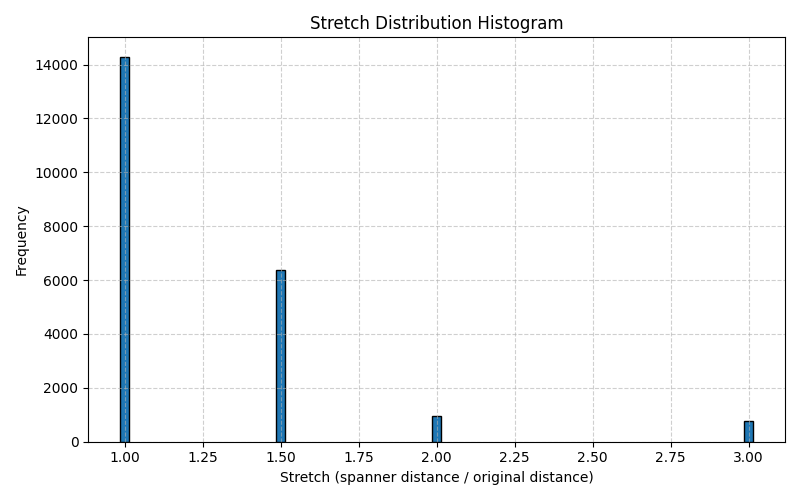 Stretch Distribution Histogram
Frequency
14000
12000
10000
8000
6000
4000
2000
0
1.00 1.25 1.50 1.75 2.00 2.25 2.50 2.75 3.00
Stretch (spanner distance / original distance)